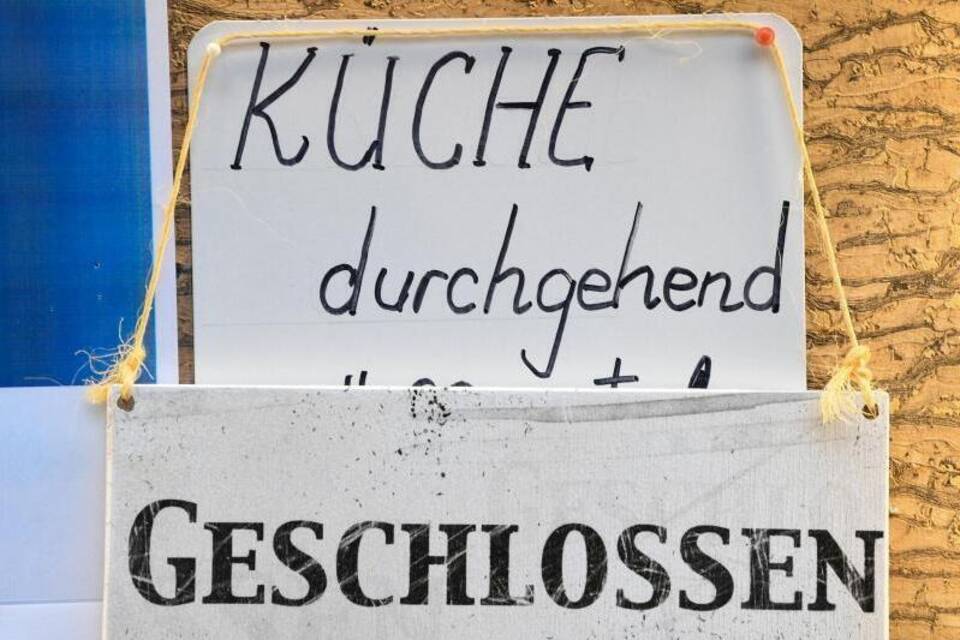 KÜCHE
durchgehend
GESCHLOSSEN